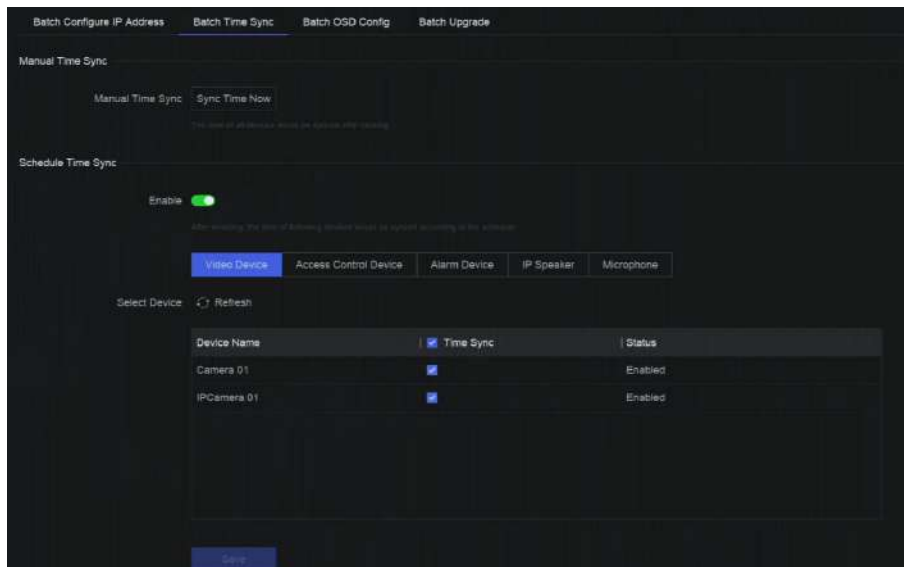 Batch Configure IP Address Batch Time Sync Batch OSD Config Batch Upgrade
Manual Time Sync
Manual Time Sync Sync Time Now
Schedule Time Sync
Enable
Video Device Access Control Device Alarm Device IP Speaker Microphone
Select Device Refresh
Device Name Time Sync Status
Camera 01 Enabled
IPCamera 01 Enabled
Save